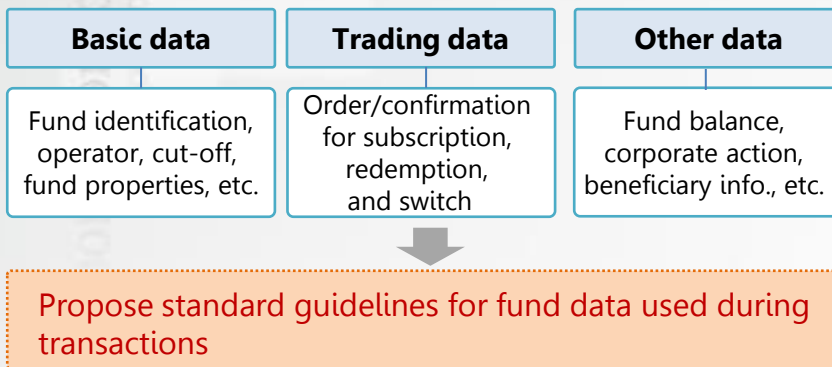 Basic data
Trading data
Other data
Fund identification,
operator, cut-off,
fund properties, etc.
Order/confirmation
for subscription,
redemption,
and switch
Fund balance,
corporate action,
beneficiary info., etc.
Propose standard guidelines for fund data used during
transactions